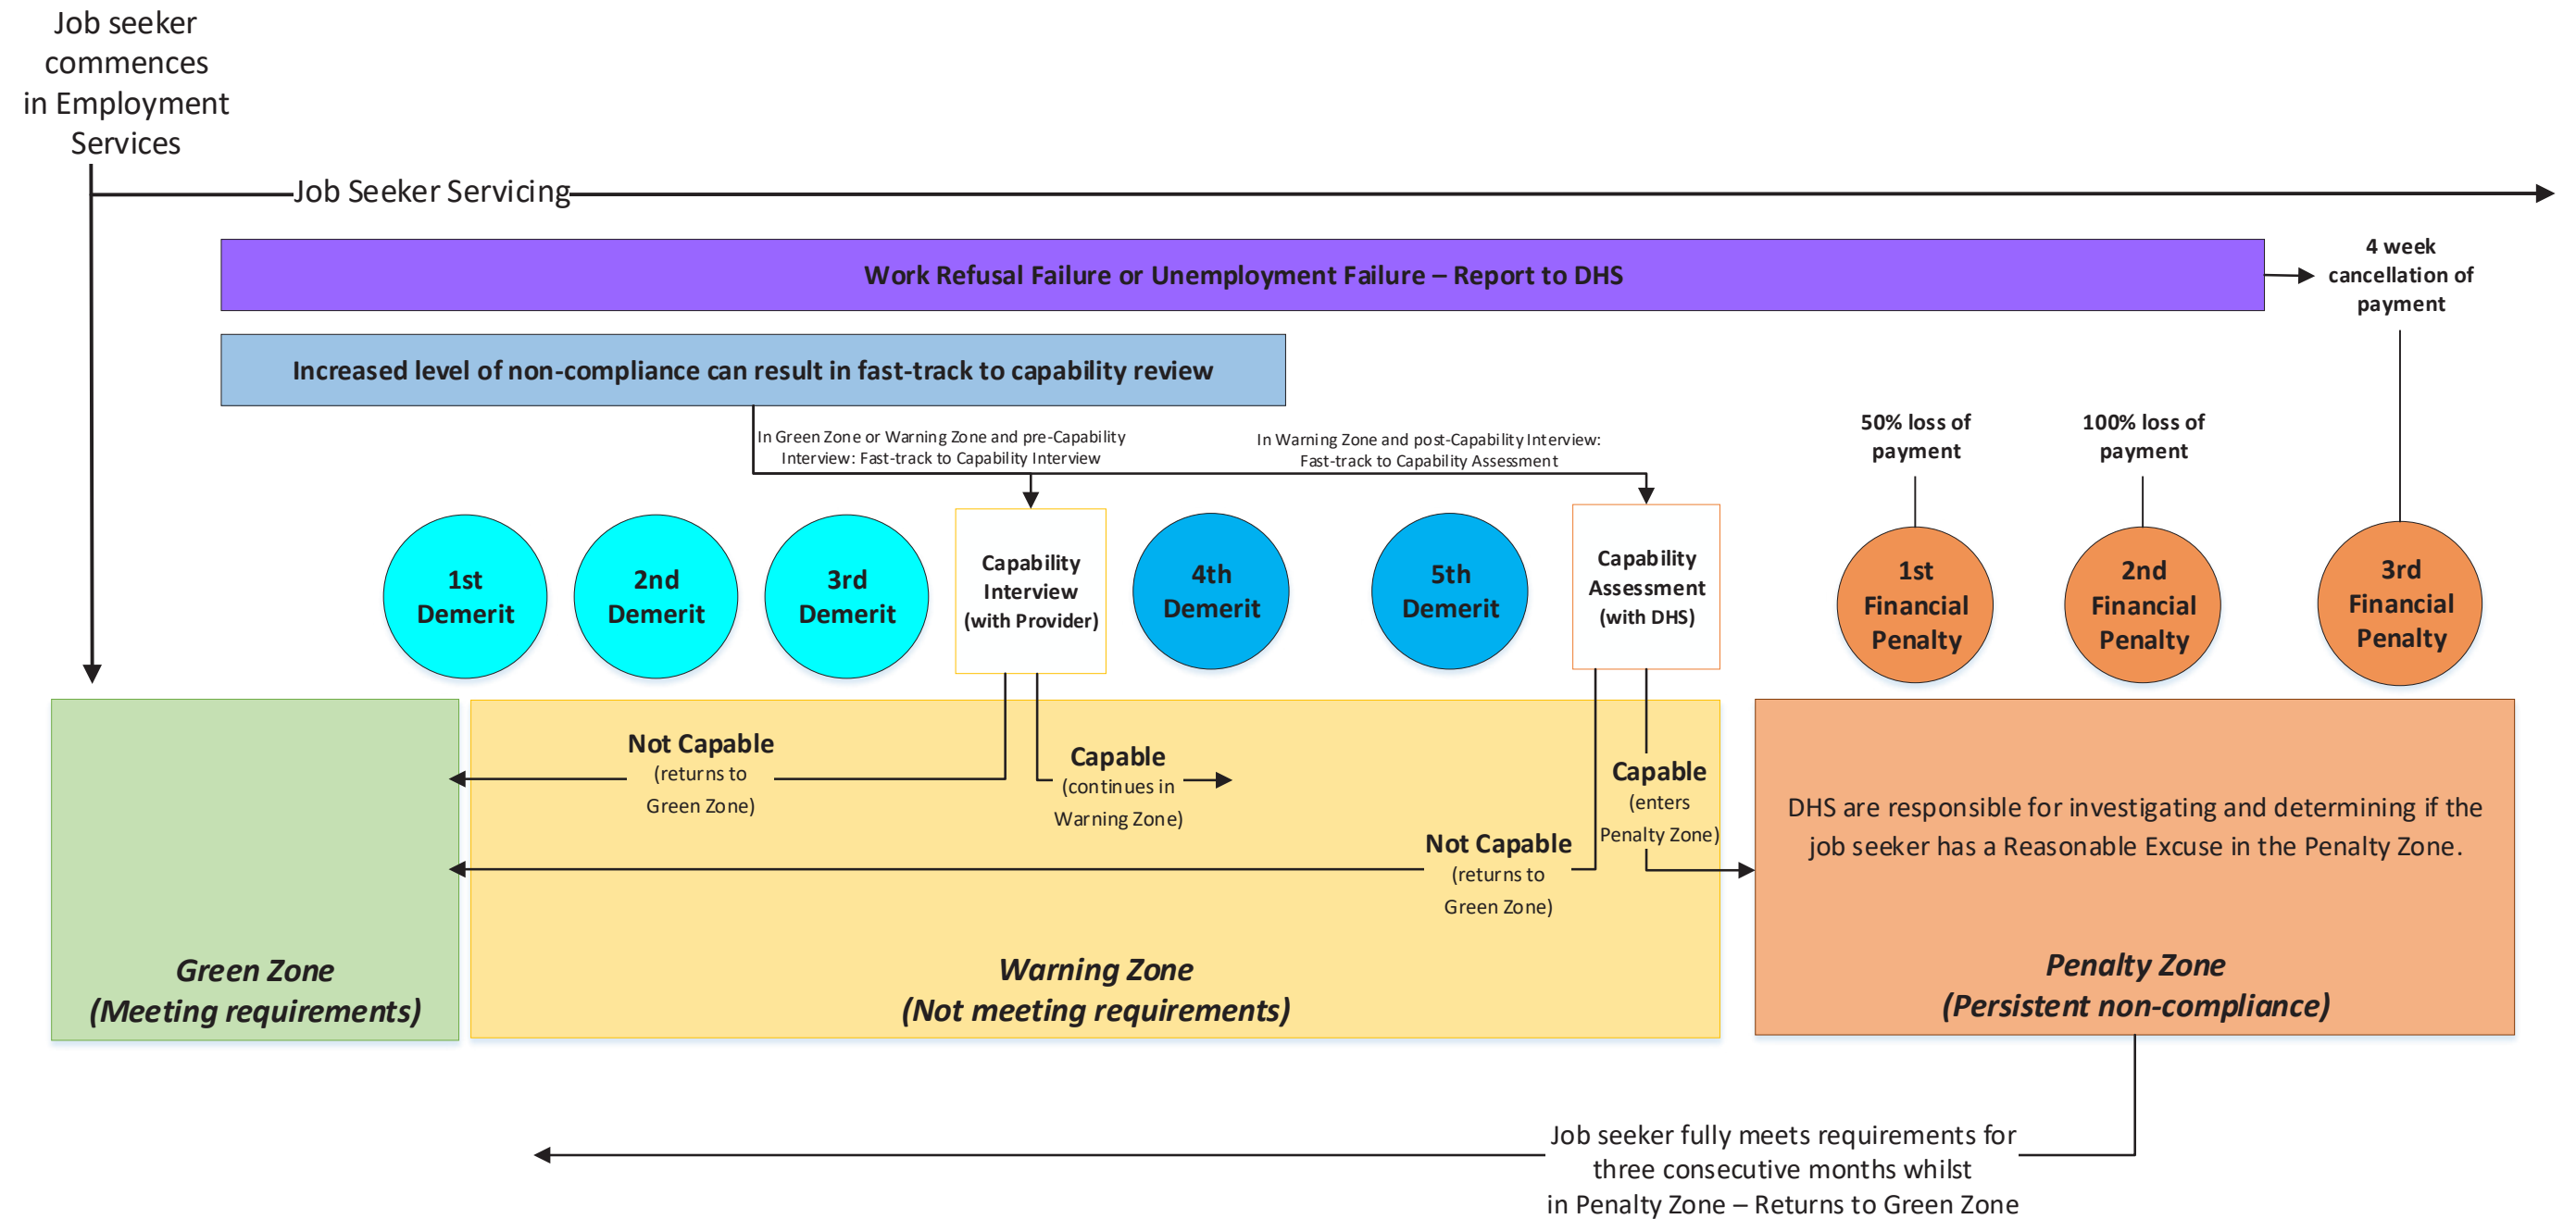 Job seeker
commences
in Employment
Services
Job Seeker Servicing
Work Refusal Failure or Unemployment Failure – Report to DHS
4 week
cancellation of
payment
Increased level of non-compliance can result in fast-track to capability review
In Green Zone or Warning Zone and pre-Capability
Interview: Fast-track to Capability Interview
In Warning Zone and post-Capability Interview:
Fast-track to Capability Assessment
50% loss of
payment
100% loss of
payment
1st
Demerit
2nd
Demerit
3rd
Demerit
Capability
Interview
(with Provider)
4th
Demerit
5th
Demerit
Capability
Assessment
(with DHS)
1st
Financial
Penalty
2nd
Financial
Penalty
3rd
Financial
Penalty
Not Capable
(returns to
Green Zone)
Capable
(continues in
Warning Zone)
Not Capable
(returns to
Green Zone)
Capable
(enters
Penalty Zone)
DHS are responsible for investigating and determining if the
job seeker has a Reasonable Excuse in the Penalty Zone.
Green Zone
(Meeting requirements)
Warning Zone
(Not meeting requirements)
Penalty Zone
(Persistent non-compliance)
Job seeker fully meets requirements for
three consecutive months whilst
in Penalty Zone – Returns to Green Zone